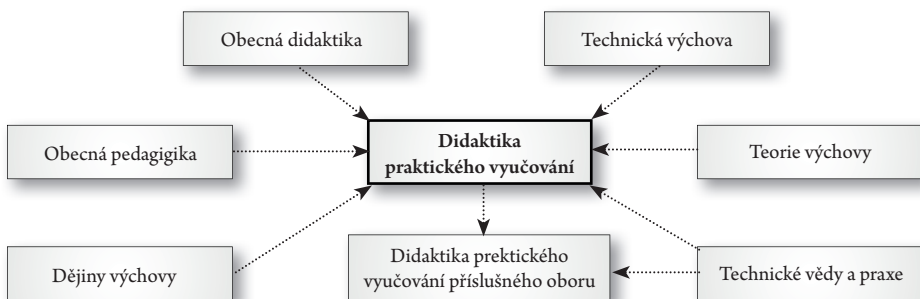 Obecná didaktika
Technická výchova
Obecná pedagigika
Didaktika
praktického vyučování
Teorie výchovy
Dějiny výchovy
Didaktika prektického
vyučování příslušného oboru
Technické vědy a praxe